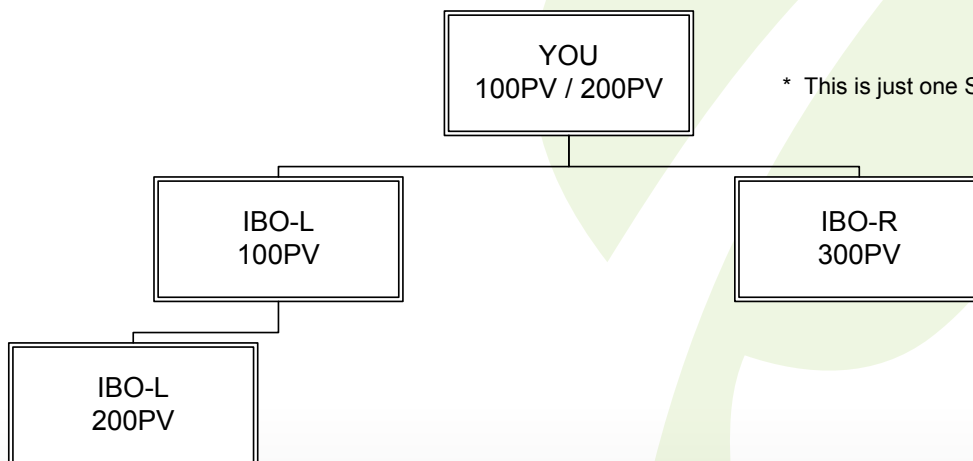 YOU
100PV / 200PV
* This is just one
IBO-L
100PV
IBO-R
300PV
IBO-L
200PV